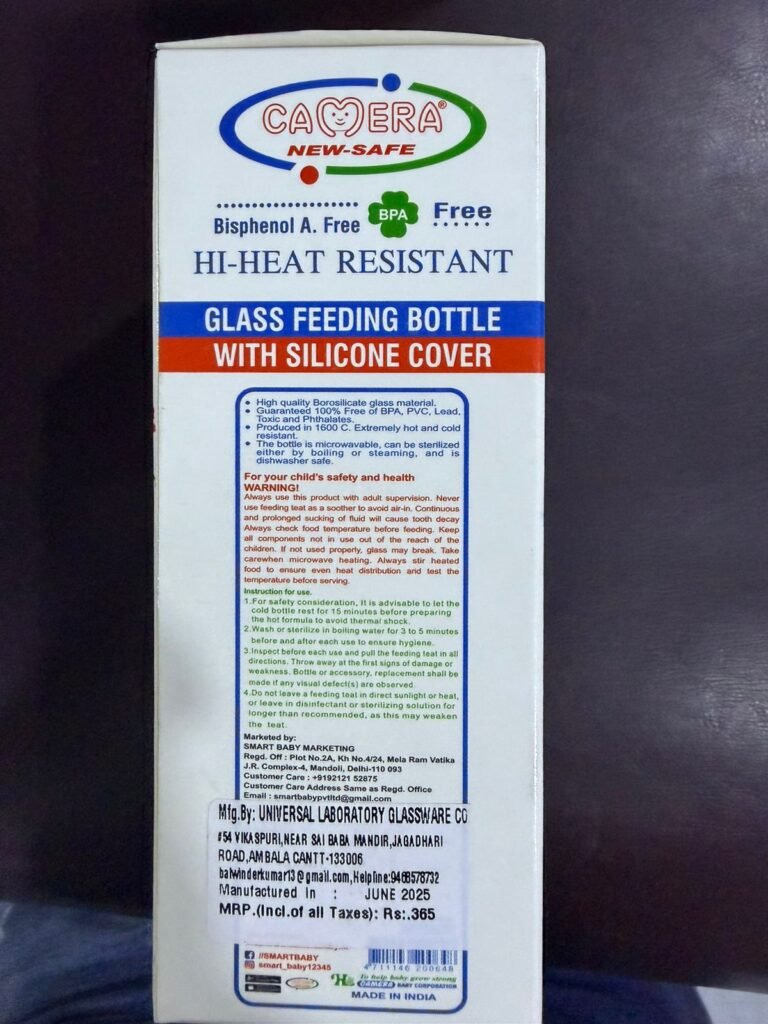 CAMERA®
NEW-SAFE
Bisphenol A. Free BPA Free
HI-HEAT RESISTANT
GLASS FEEDING BOTTLE
WITH SILICONE COVER
• High quality Borosilicate glass material.
• Guaranteed 100% Free of BPA, PVC, Lead,
Toxic and Phthalates.
• Produced in 1600 C. Extremely hot and cold
resistant.
• The bottle is microwavable, can be sterilized
either by boiling or steaming, and is
dishwasher safe.
For your child's safety and health
WARNING!
Always use this product with adult supervision. Never
use feeding teat as a soother to avoid air-in. Continuous
and prolonged sucking of fluid will cause tooth decay
Always check food temperature before feeding. Keep
all components not in use out of the reach of the
children. If not used properly, glass may break. Take
carewhen microwave heating. Always stir heated
food to ensure even heat distribution and test the
temperature before serving.
Instruction for use.
1.For safety consideration, It is advisable to let the
cold bottle rest for 15 minutes before preparing
the hot formula to avoid thermal shock.
2.Wash or sterilize in boiling water for 3 to 5 minutes
before and after each use to ensure hygiene.
3.Inspect before each use and pull the feeding teat in all
directions. Throw away at the first signs of damage or
weakness. Bottle or accessory, replacement shall be
made if any visual defect(s) are observed.
4.Do not leave a feeding teat in direct sunlight or heat,
or leave in disinfectant or sterilizing solution for
longer than recommended, as this may weaken
the teat.
Marketed by:
SMART BABY MARKETING
Regd. Off : Plot No.2A, Kh No.4/24, Mela Ram Vatika
J.R. Complex-4, Mandoli, Delhi-110 093
Customer Care : +9192121 52875
Customer Care Address Same as Regd. Office
Email : smartbabypvtltd@gmail.com
Mfg.By: UNIVERSAL LABORATORY GLASSWARE CO
#54 VIKASPURI,NEAR SAI BABA MANDIR,JAGADHARI
ROAD,AMBALA CANTT-133006
balwinderkumar13@gmail.com,Helpline:9468578732
Manufactured In : JUNE 2025
MRP.(Incl.of all Taxes): Rs:.365
//SMARTBABY
smart_baby12345
4 711146 200648
To help baby grow strong
CAMERA BABY CORPORATION
MADE IN INDIA